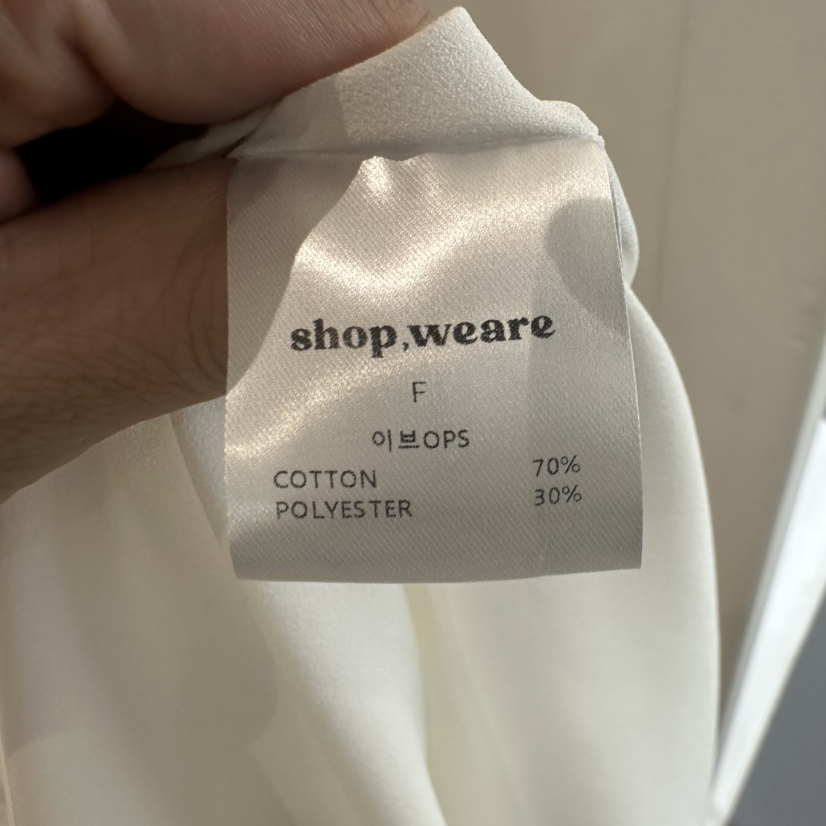 shop,weare
F
이브OPS
COTTON 70%
POLYESTER 30%